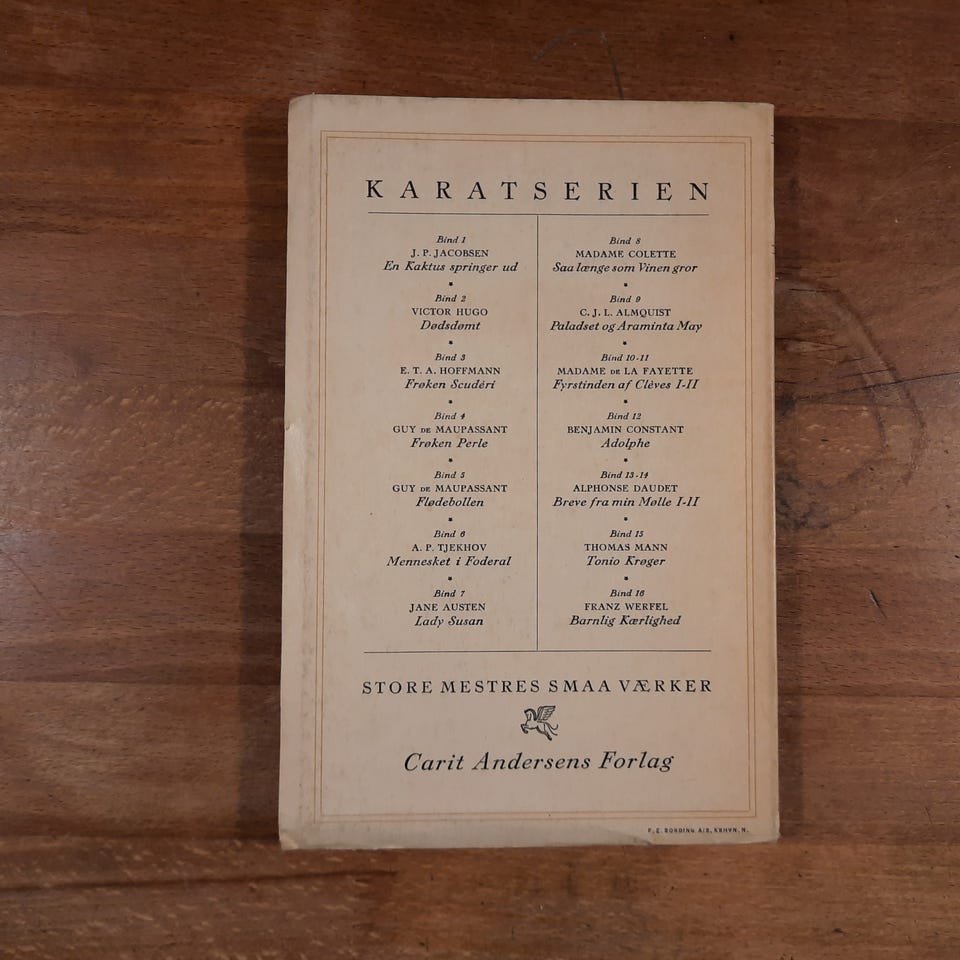 KARATSERIEN
Bind 1
J. P. JACOBSEN
En Kaktus springer ud
Bind 2
VICTOR HUGO
Dødsdømt
Bind 3
E. T. A. HOFFMANN
Frøken Scudéri
Bind 4
GUY DE MAUPASSANT
Frøken Perle
Bind 5
GUY DE MAUPASSANT
Flødebollen
Bind 6
A. P. TJEKHOV
Mennesket i Foderal
Bind 7
JANE AUSTEN
Lady Susan
Bind 8
MADAME COLETTE
Saa længe som Vinen gror
Bind 9
C. J. L. ALMQUIST
Paladset og Araminta May
Bind 10-11
MADAME DE LA FAYETTE
Fyrstinden af Clèves I-II
Bind 12
BENJAMIN CONSTANT
Adolphe
Bind 13-14
ALPHONSE DAUDET
Breve fra min Mølle I-II
Bind 15
THOMAS MANN
Tonio Krøger
Bind 16
FRANZ WERFEL
Barnlig Kærlighed
STORE MESTRES SMAA VÆRKER
Carit Andersens Forlag
F. E. BORDING A/S, KBHVN. N.